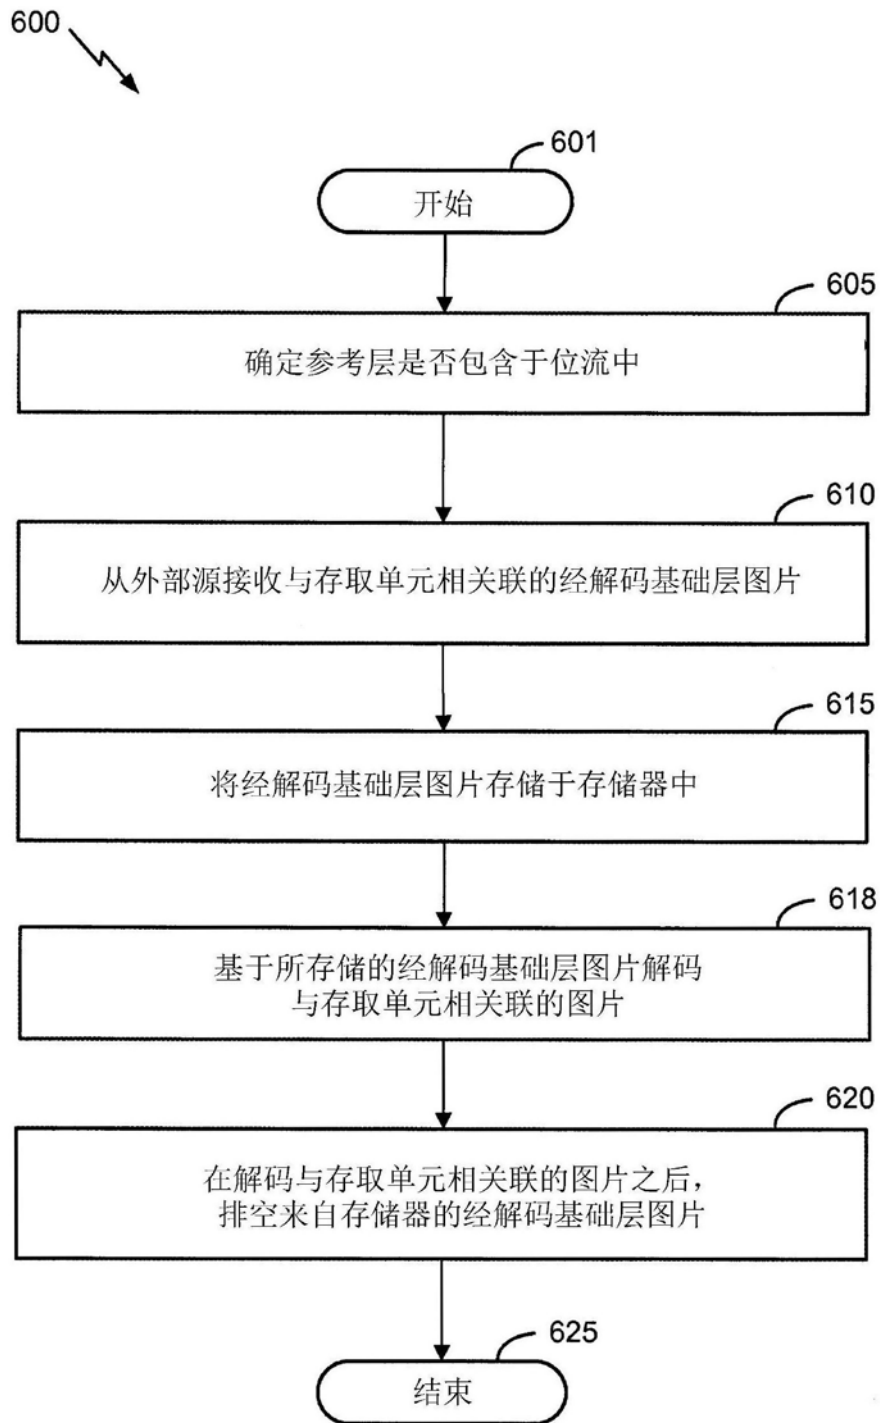 600
601
开始
605
确定参考层是否包含于位流中
610
从外部源接收与存取单元相关联的经解码基础层图片
615
将经解码基础层图片存储于存储器中
618
基于所存储的经解码基础层图片解码
与存取单元相关联的图片
620
在解码与存取单元相关联的图片之后，
排空来自存储器的经解码基础层图片
625
结束